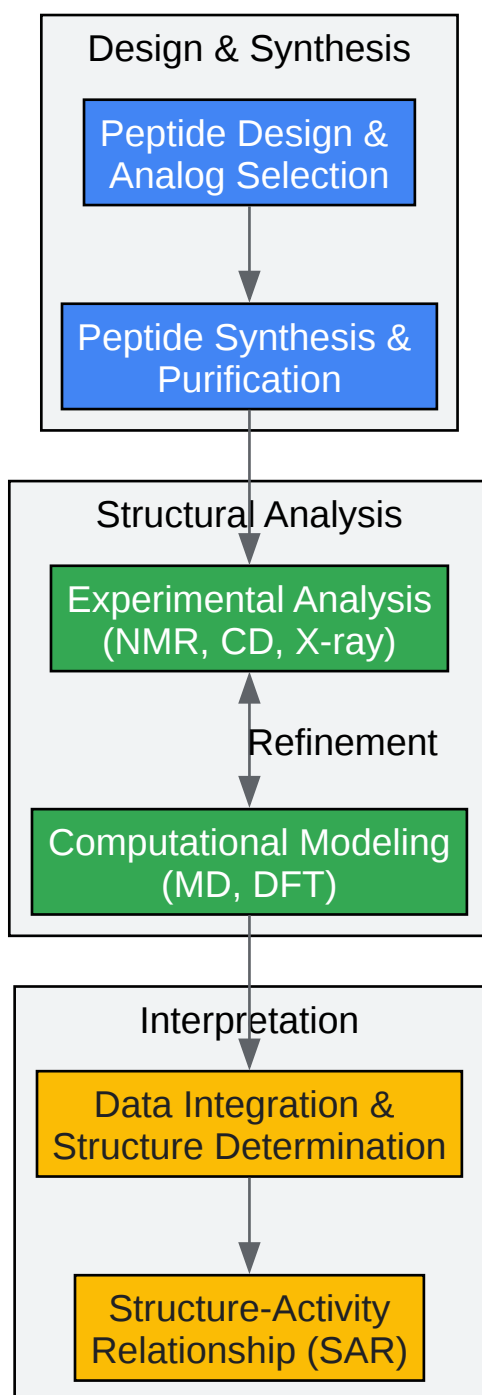 Design & Synthesis
Peptide Design &
Analog Selection
Peptide Synthesis &
Purification
Structural Analysis
Experimental Analysis
(NMR, CD, X-ray)
Refinement
Computational Modeling
(MD, DFT)
Interpretation
Data Integration &
Structure Determination
Structure-Activity
Relationship (SAR)